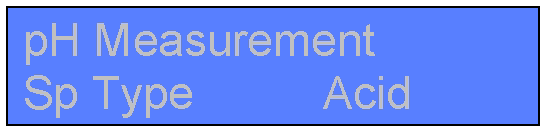 pH Measurement
Sp Type Acid